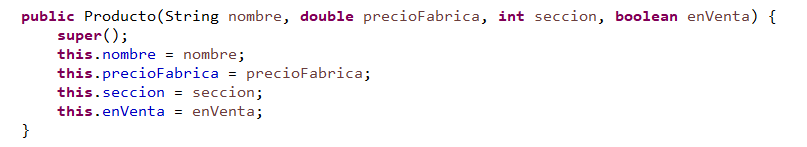 public Producto(String nombre, double precioFabrica, int seccion, boolean enVenta) {
    super();
    this.nombre = nombre;
    this.precioFabrica = precioFabrica;
    this.seccion = seccion;
    this.enVenta = enVenta;
}